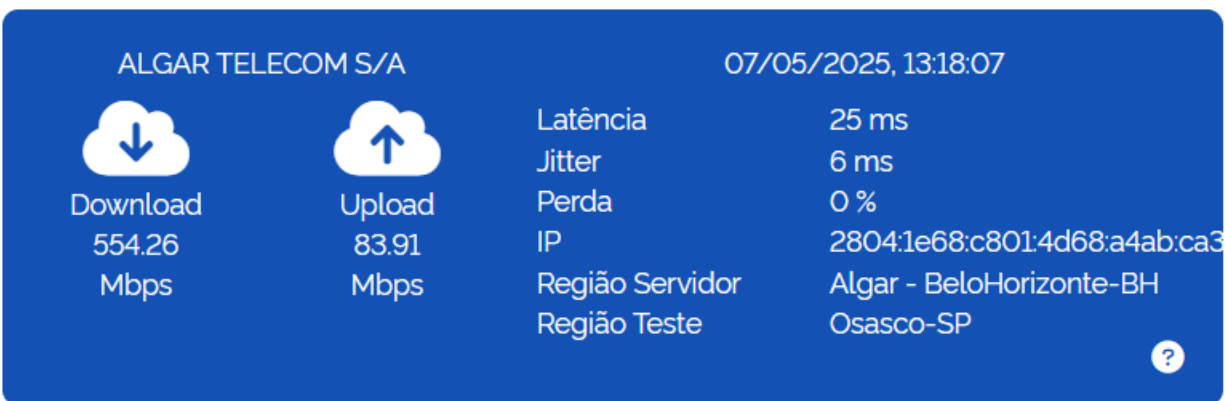 ALGAR TELECOM S/A
07/05/2025, 13:18:07
Download
554.26
Mbps
Upload
83.91
Mbps
Latência 25 ms
Jitter 6 ms
Perda 0 %
IP 2804:1e68:c801:4d68:a4ab:ca3
Região Servidor Algar - BeloHorizonte-BH
Região Teste Osasco-SP
?